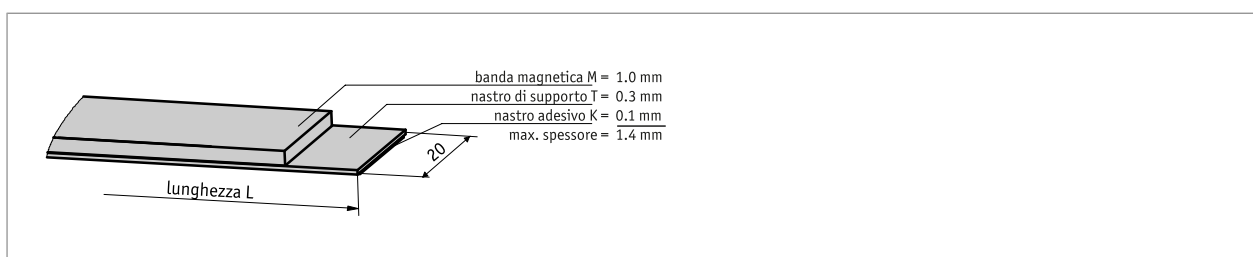 banda magnetica M = 1.0 mm
nastro di supporto T = 0.3 mm
nastro adesivo K = 0.1 mm
max. spessore = 1.4 mm
20
lunghezza L